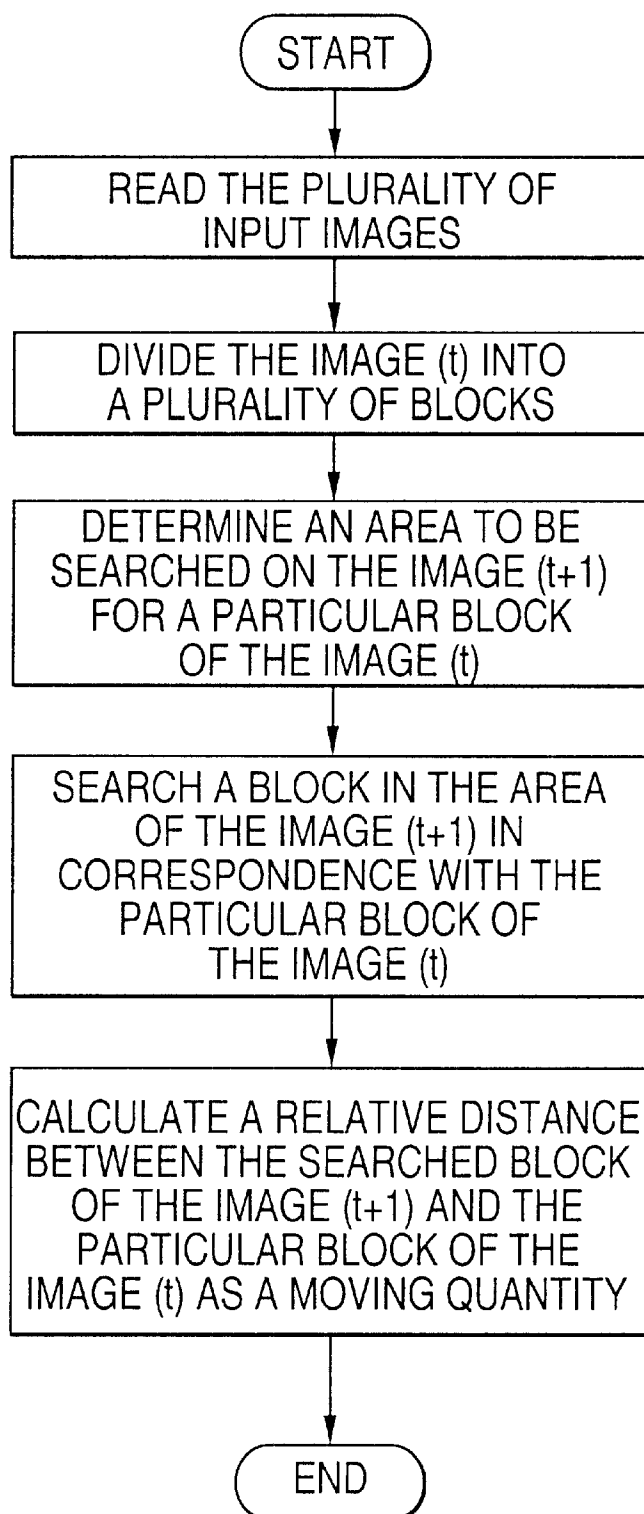 START
READ THE PLURALITY OF
INPUT IMAGES
DIVIDE THE IMAGE (t) INTO
A PLURALITY OF BLOCKS
DETERMINE AN AREA TO BE
SEARCHED ON THE IMAGE (t+1)
FOR A PARTICULAR BLOCK
OF THE IMAGE (t)
SEARCH A BLOCK IN THE AREA
OF THE IMAGE (t+1) IN
CORRESPONDENCE WITH THE
PARTICULAR BLOCK OF
THE IMAGE (t)
CALCULATE A RELATIVE DISTANCE
BETWEEN THE SEARCHED BLOCK
OF THE IMAGE (t+1) AND THE
PARTICULAR BLOCK OF THE
IMAGE (t) AS A MOVING QUANTITY
END